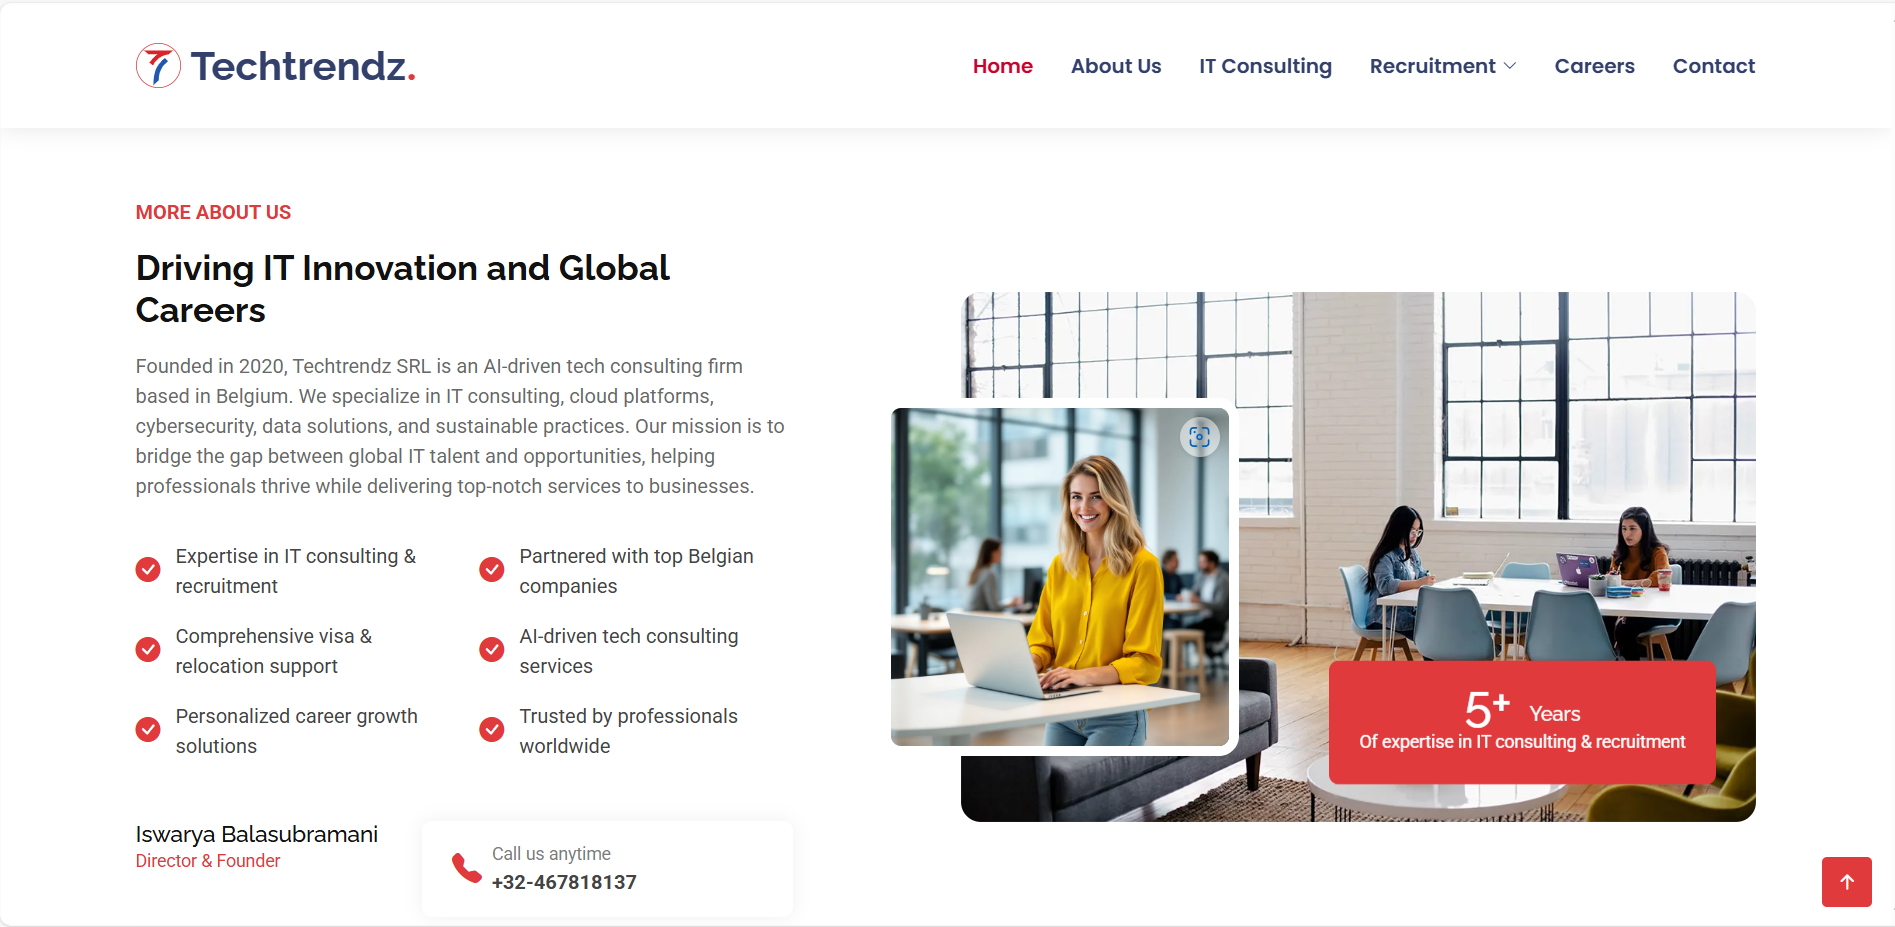 Techtrendz.
Home
About Us
IT Consulting
Recruitment
Careers
Contact
MORE ABOUT US
Driving IT Innovation and Global
Careers
Founded in 2020, Techtrendz SRL is an AI-driven tech consulting firm
based in Belgium. We specialize in IT consulting, cloud platforms,
cybersecurity, data solutions, and sustainable practices. Our mission is to
bridge the gap between global IT talent and opportunities, helping
professionals thrive while delivering top-notch services to businesses.
Expertise in IT consulting &
recruitment
Partnered with top Belgian
companies
Comprehensive visa &
relocation support
AI-driven tech consulting
services
Personalized career growth
solutions
Trusted by professionals
worldwide
Iswarya Balasubramani
Director & Founder
Call us anytime
+32-467818137
5+ Years
Of expertise in IT consulting & recruitment